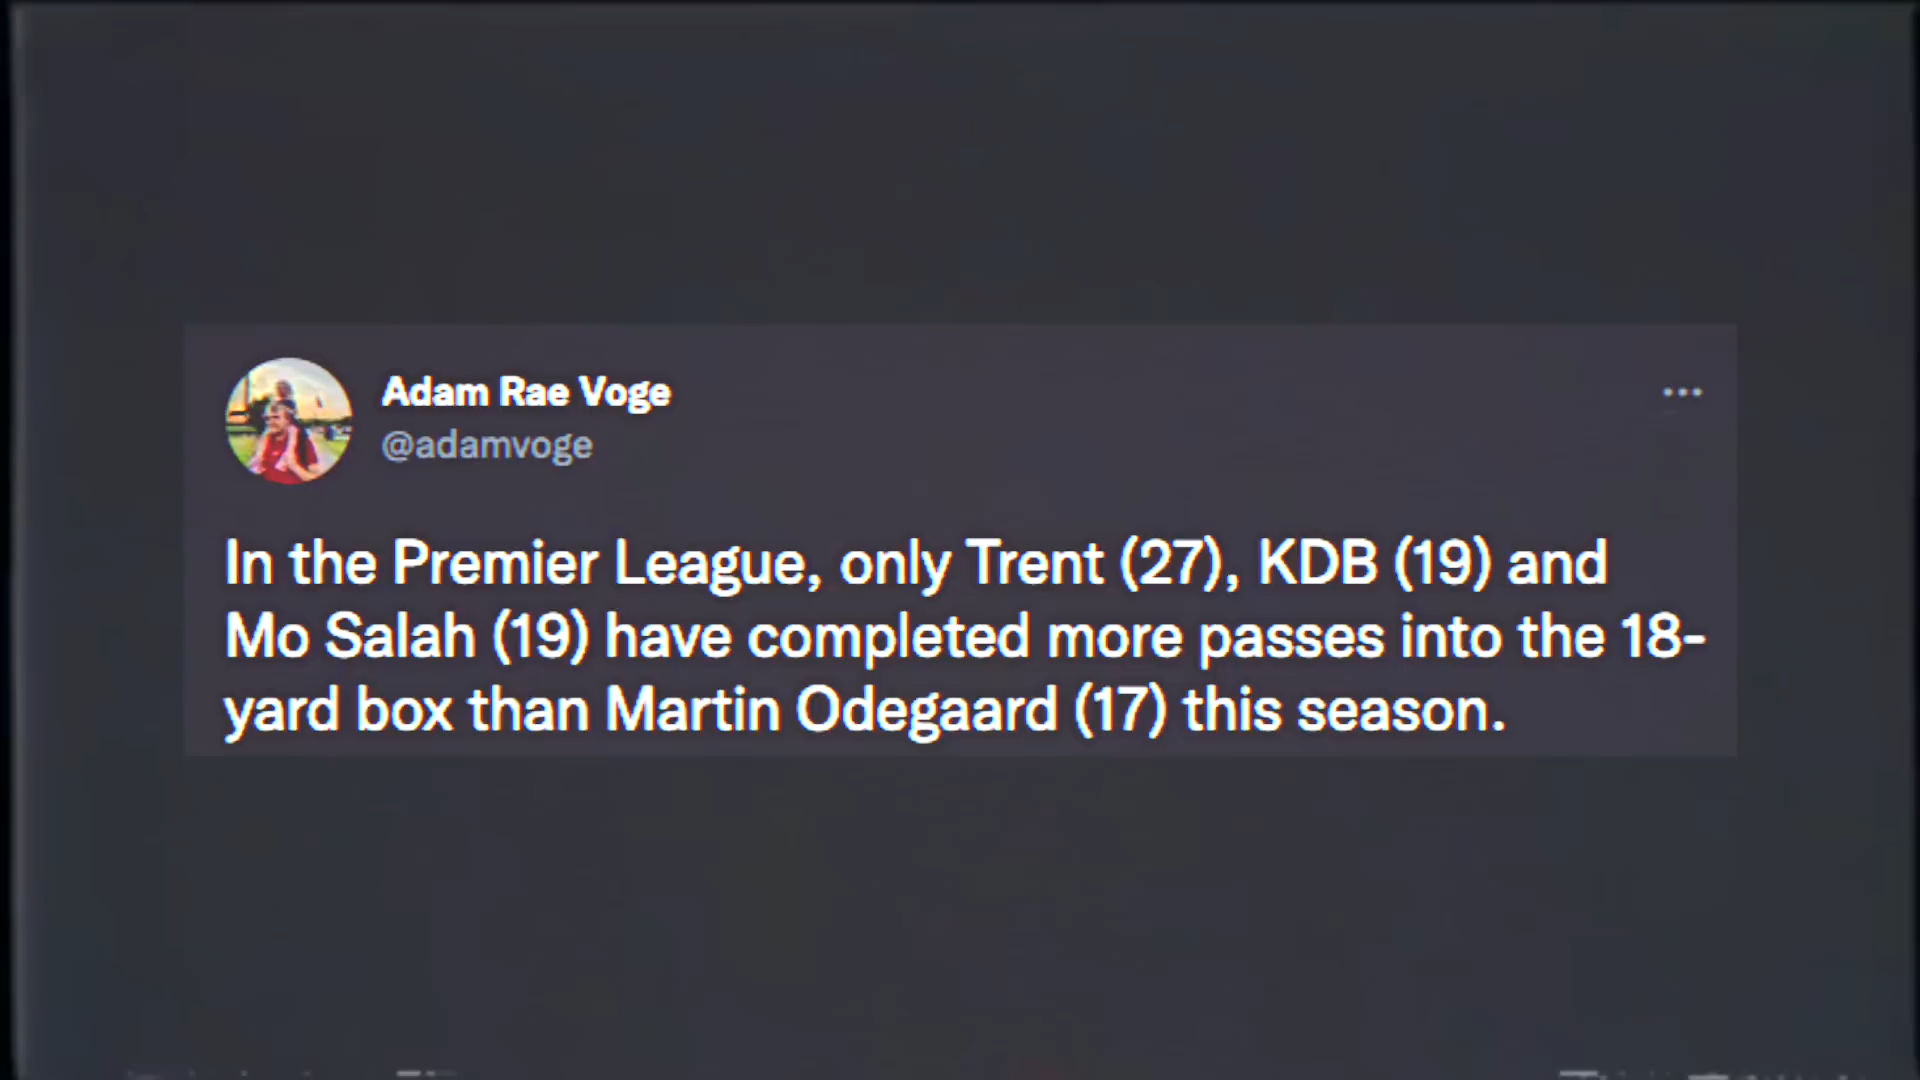 Adam Rae Voge
@adamvoge
In the Premier League, only Trent (27), KDB (19) and
Mo Salah (19) have completed more passes into the 18-
yard box than Martin Odegaard (17) this season.